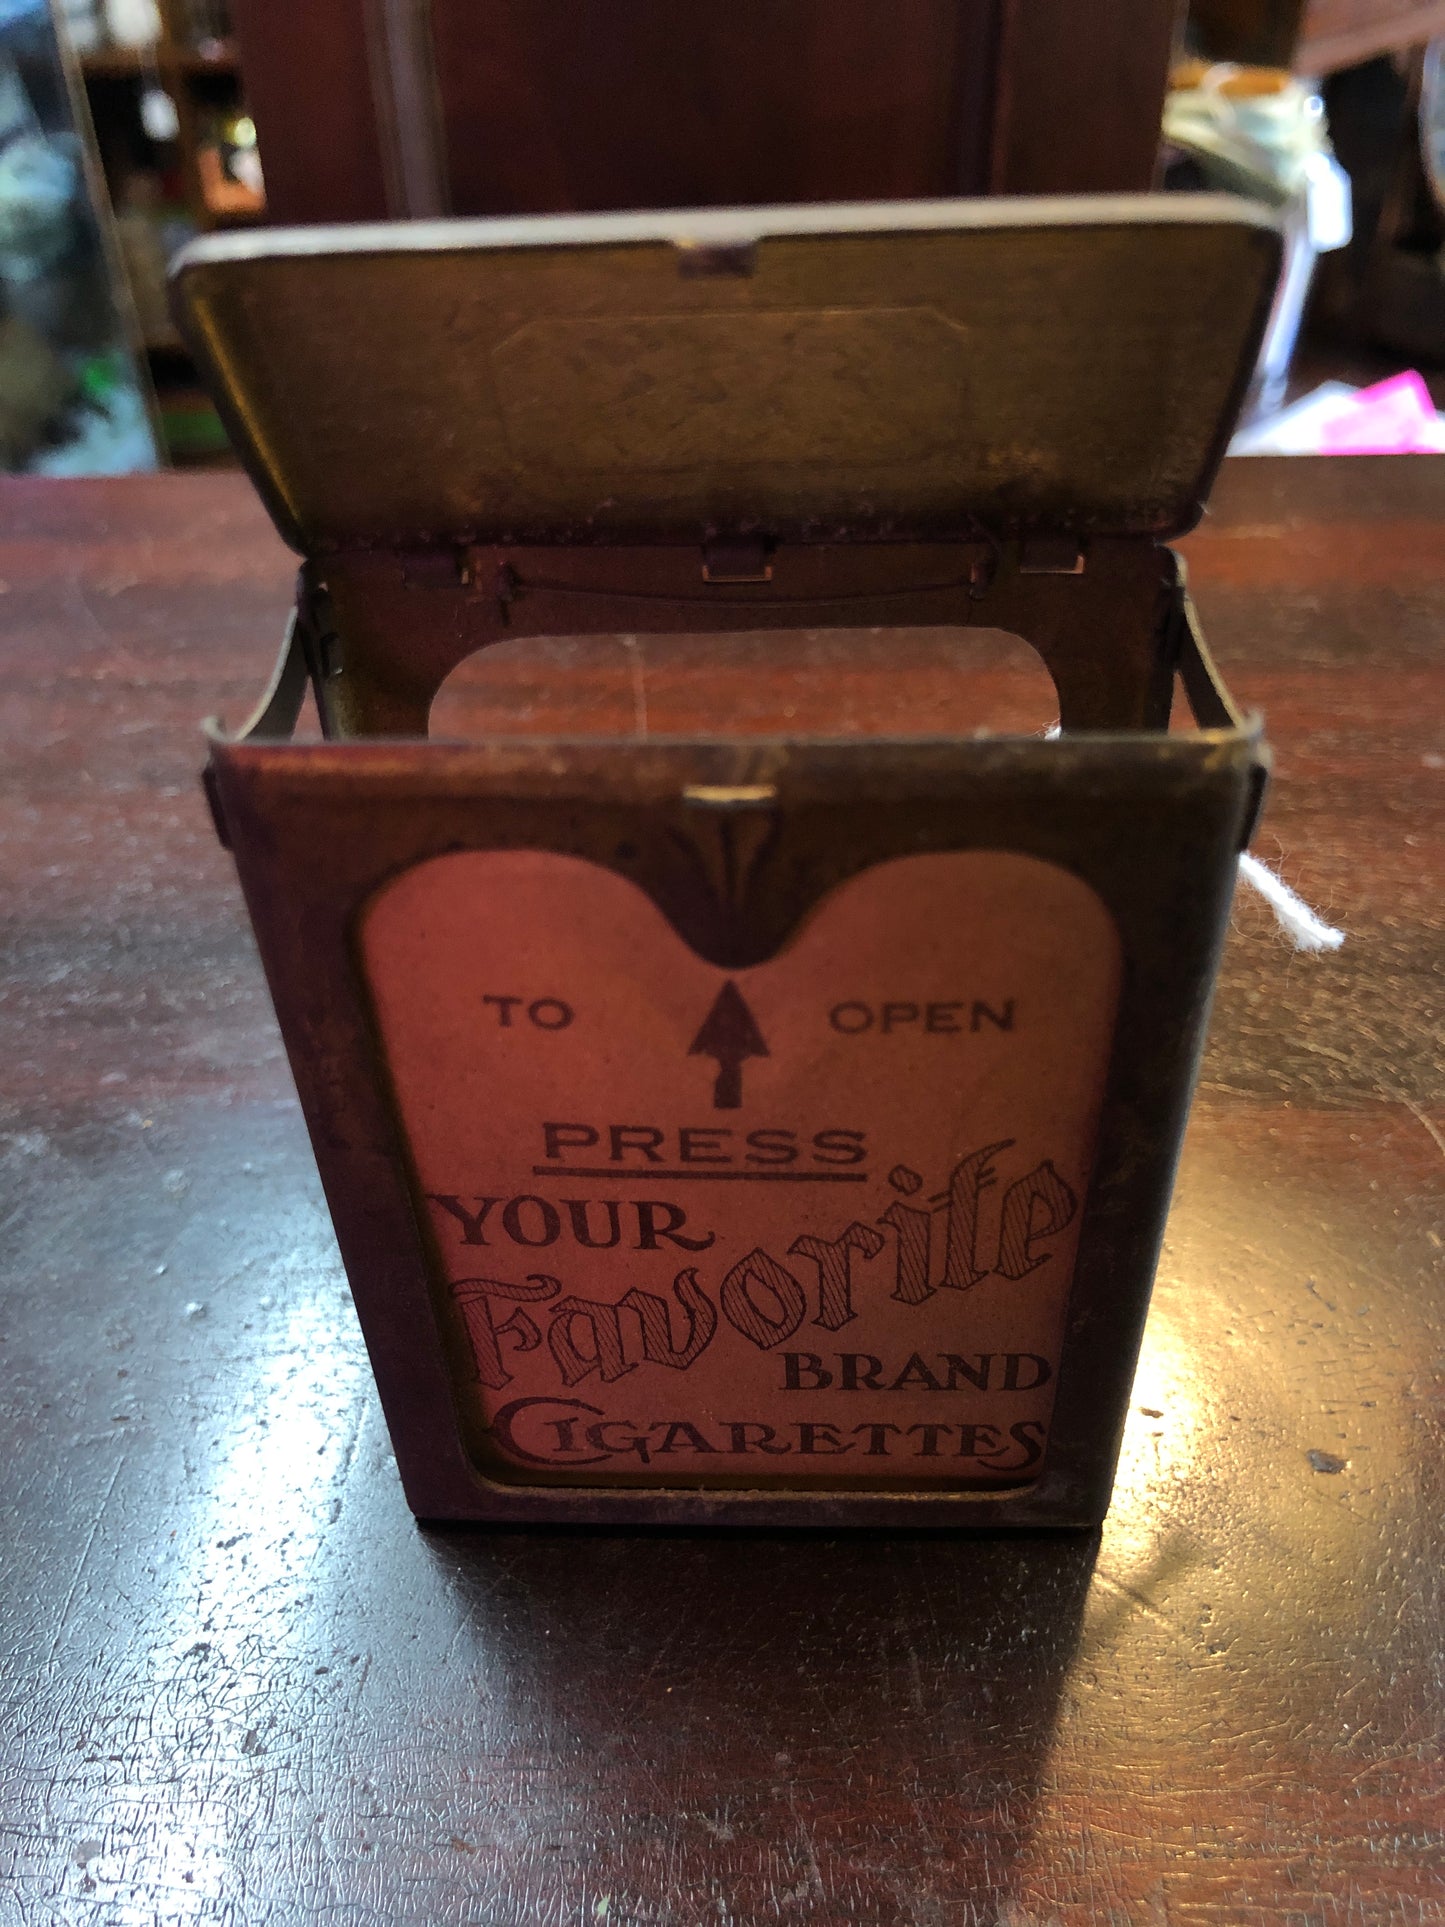 TO OPEN
PRESS
YOUR
Favorite
BRAND
CIGARETTES